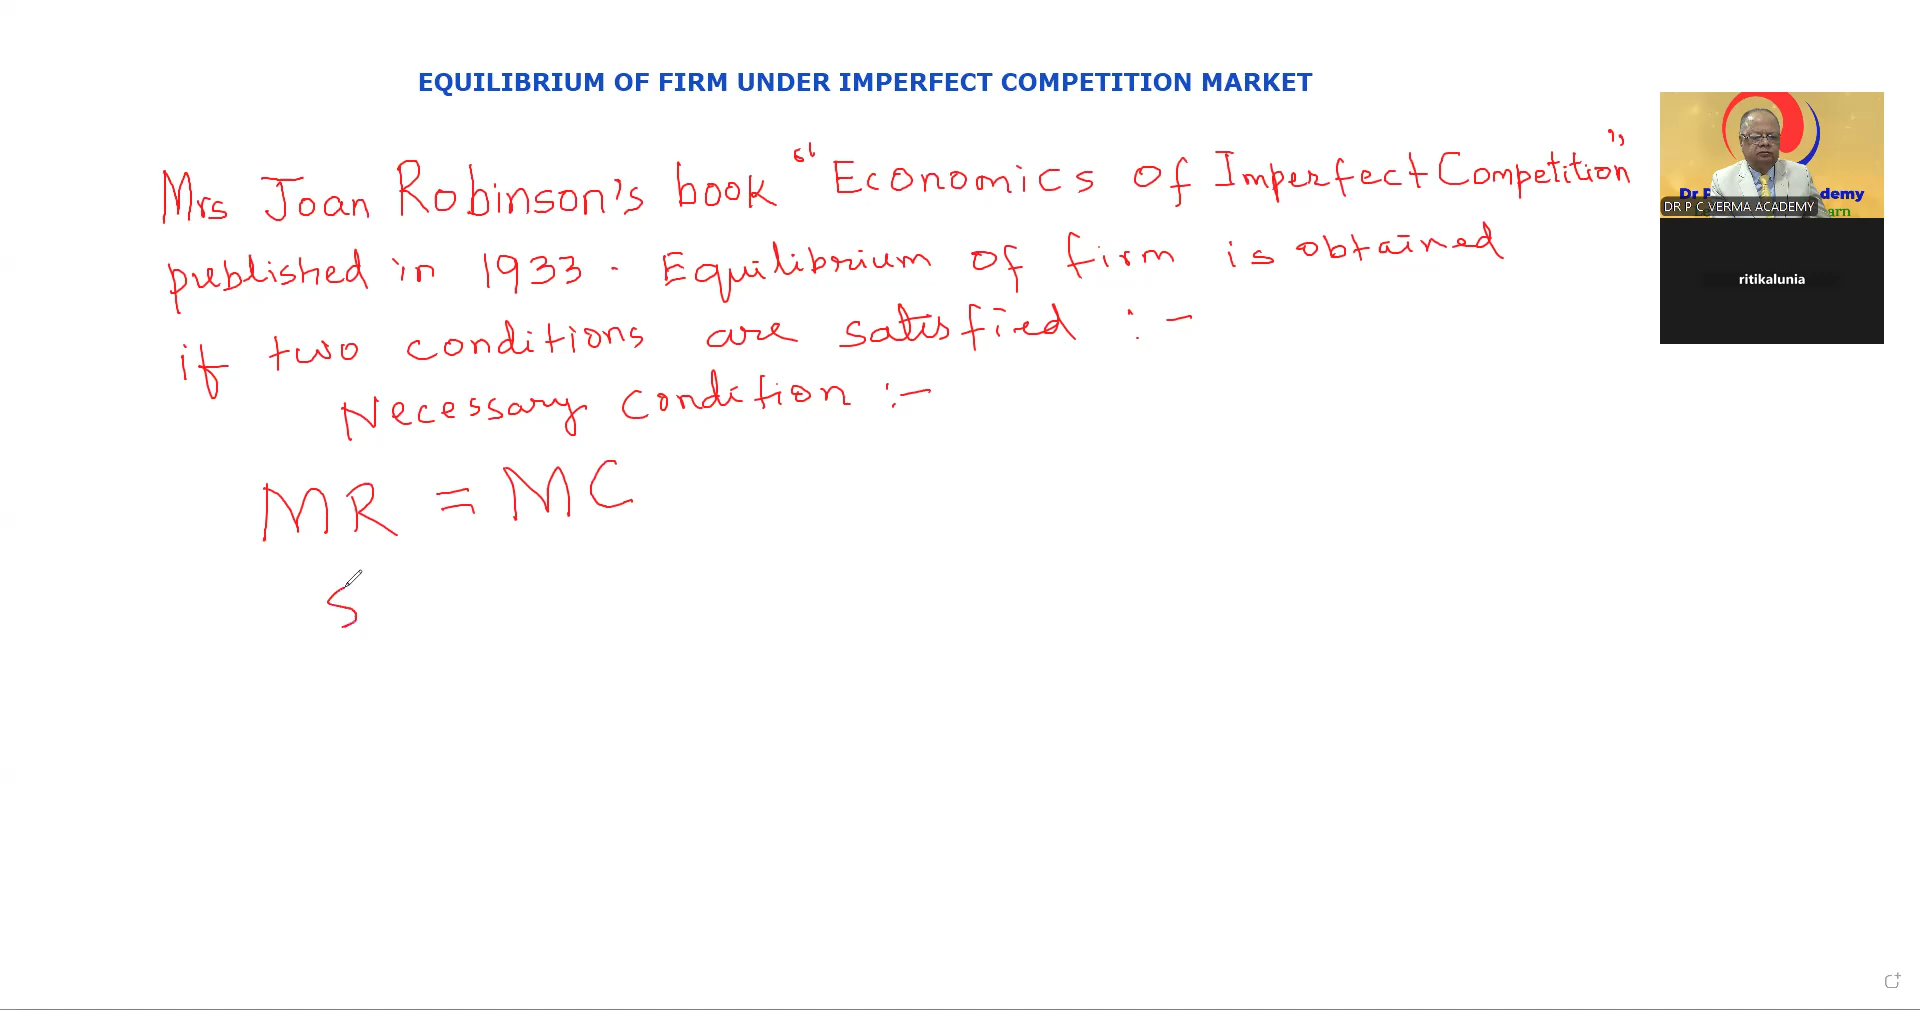 EQUILIBRIUM OF FIRM UNDER IMPERFECT COMPETITION MARKET
Mrs Joan Robinson's book "Economics of Imperfect Competition"
published in 1933. Equilibrium of firm is obtained
if two conditions are satisfied :-
Necessary condition :-
MR = MC
S
DR P C VERMA ACADEMY
ritikalunia